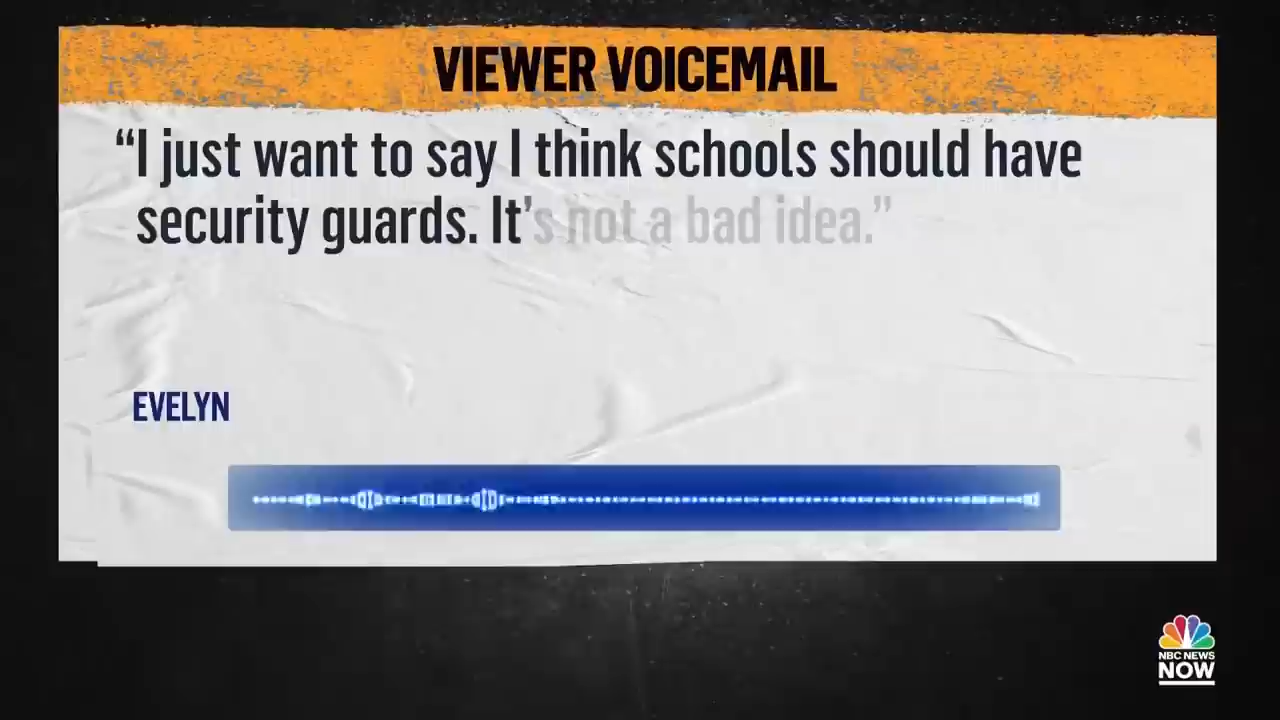 VIEWER VOICEMAIL
“I just want to say I think schools should have
security guards. It’s not a bad idea.”
EVELYN
NBC NEWS
NOW